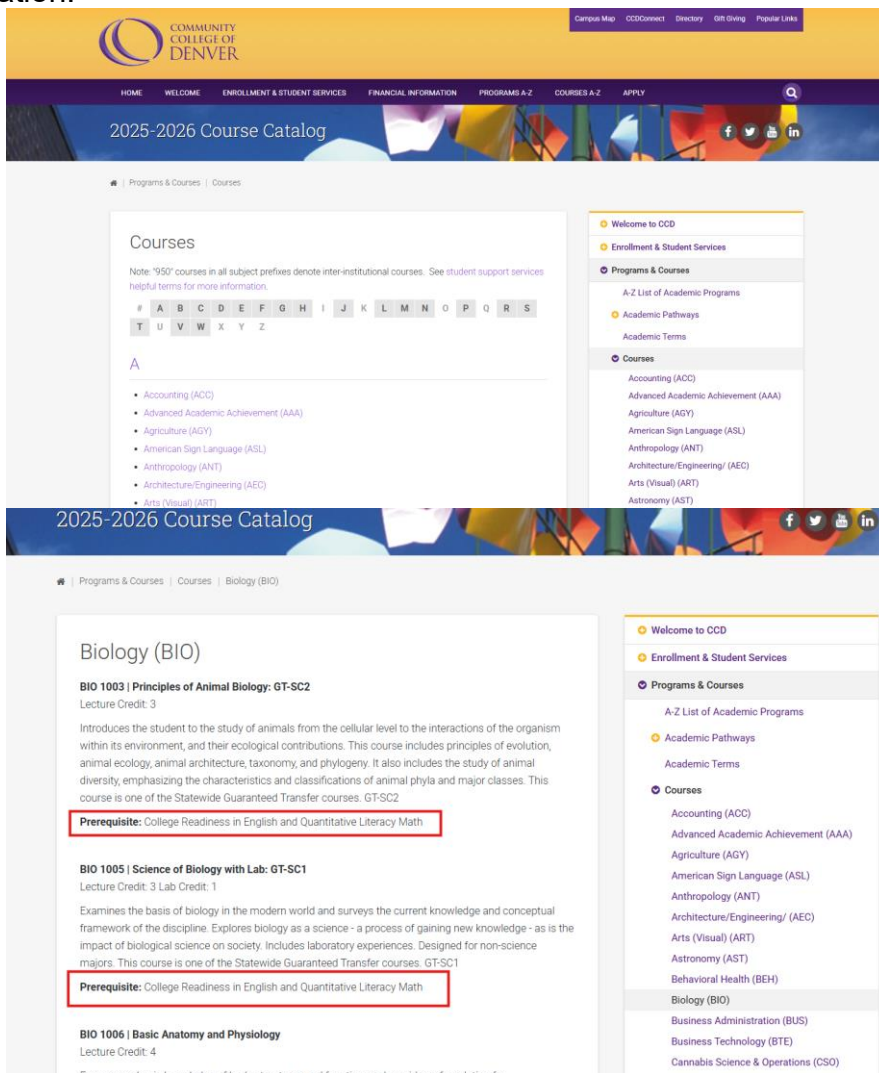 COMMUNITY
COLLEGE OF
DENVER
Campus Map CCDConnect Directory Gift Giving Popular Links
HOME WELCOME ENROLLMENT & STUDENT SERVICES FINANCIAL INFORMATION PROGRAMS A-Z COURSES A-Z APPLY
2025-2026 Course Catalog
| Programs & Courses | Courses
Courses
Note: "950" courses in all subject prefixes denote inter-institutional courses. See student support services
helpful terms for more information.
# A B C D E F G H I J K L M N O P Q R S
T U V W X Y Z
A
• Accounting (ACC)
• Advanced Academic Achievement (AAA)
• Agriculture (AGY)
• American Sign Language (ASL)
• Anthropology (ANT)
• Architecture/Engineering (AEC)
• Arts (Visual) (ART)
Welcome to CCD
Enrollment & Student Services
Programs & Courses
A-Z List of Academic Programs
Academic Pathways
Academic Terms
Courses
Accounting (ACC)
Advanced Academic Achievement (AAA)
Agriculture (AGY)
American Sign Language (ASL)
Anthropology (ANT)
Architecture/Engineering/ (AEC)
Arts (Visual) (ART)
Astronomy (AST)
2025-2026 Course Catalog
| Programs & Courses | Courses | Biology (BIO)
Biology (BIO)
BIO 1003 | Principles of Animal Biology: GT-SC2
Lecture Credit: 3
Introduces the student to the study of animals from the cellular level to the interactions of the organism
within its environment, and their ecological contributions. This course includes principles of evolution,
animal ecology, animal architecture, taxonomy, and phylogeny. It also includes the study of animal
diversity, emphasizing the characteristics and classifications of animal phyla and major classes. This
course is one of the Statewide Guaranteed Transfer courses. GT-SC2
Prerequisite: College Readiness in English and Quantitative Literacy Math
BIO 1005 | Science of Biology with Lab: GT-SC1
Lecture Credit: 3 Lab Credit: 1
Examines the basis of biology in the modern world and surveys the current knowledge and conceptual
framework of the discipline. Explores biology as a science - a process of gaining new knowledge - as is the
impact of biological science on society. Includes laboratory experiences. Designed for non-science
majors. This course is one of the Statewide Guaranteed Transfer courses. GT-SC1
Prerequisite: College Readiness in English and Quantitative Literacy Math
BIO 1006 | Basic Anatomy and Physiology
Lecture Credit: 4
Welcome to CCD
Enrollment & Student Services
Programs & Courses
A-Z List of Academic Programs
Academic Pathways
Academic Terms
Courses
Accounting (ACC)
Advanced Academic Achievement (AAA)
Agriculture (AGY)
American Sign Language (ASL)
Anthropology (ANT)
Architecture/Engineering/ (AEC)
Arts (Visual) (ART)
Astronomy (AST)
Behavioral Health (BEH)
Biology (BIO)
Business Administration (BUS)
Business Technology (BTE)
Cannabis Science & Operations (CSO)